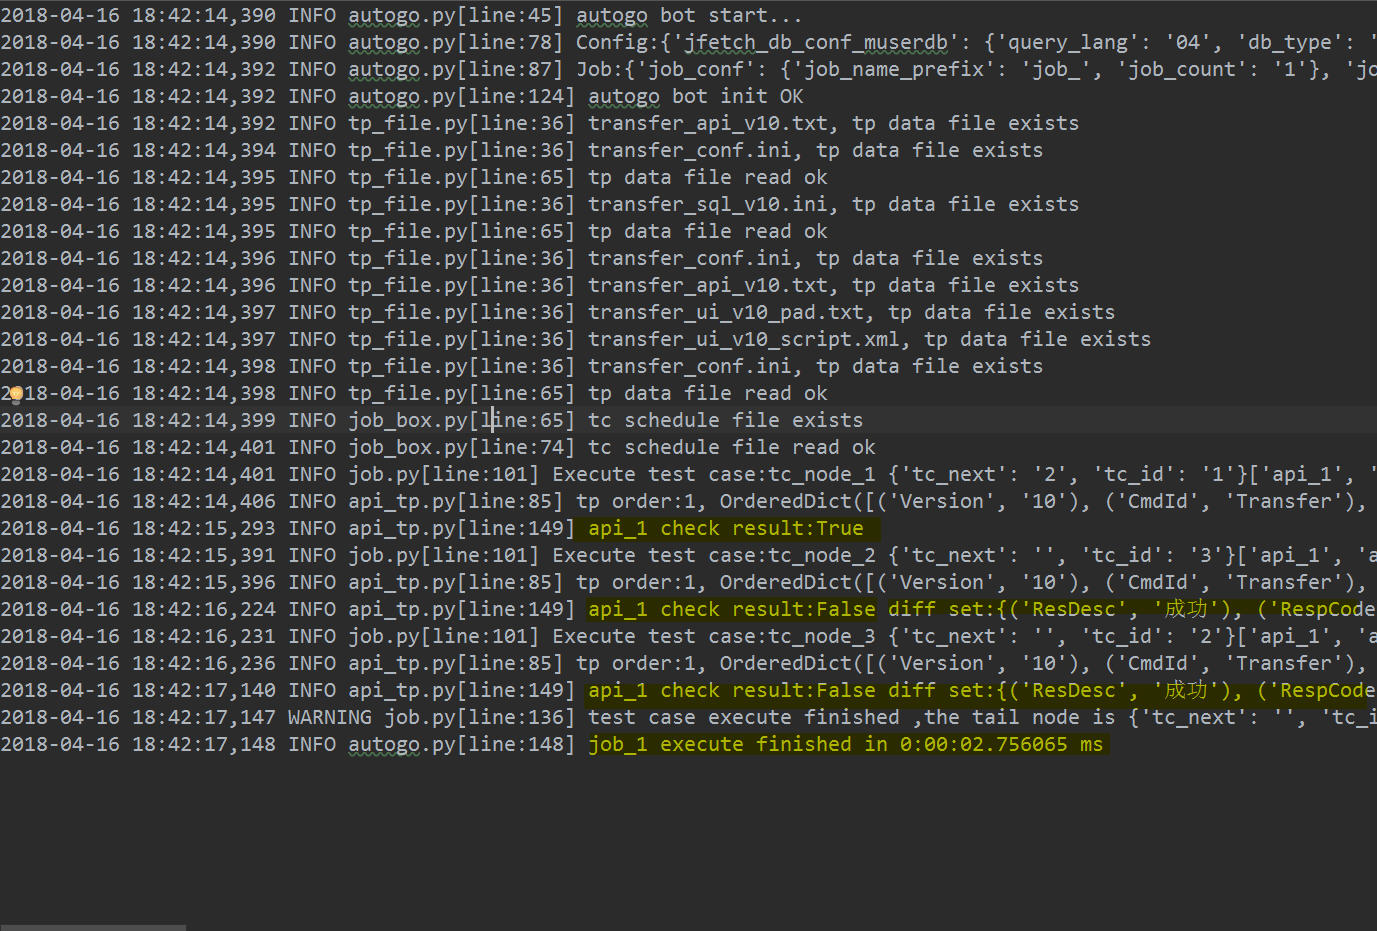 2018-04-16 18:42:14,390 INFO autogo.py[line:45] autogo bot start...
2018-04-16 18:42:14,390 INFO autogo.py[line:78] Config:{'jfetch_db_conf_muserdb': {'query_lang': '04', 'db_type': '
2018-04-16 18:42:14,392 INFO autogo.py[line:87] Job:{'job_conf': {'job_name_prefix': 'job_', 'job_count': '1'}, 'jo
2018-04-16 18:42:14,392 INFO autogo.py[line:124] autogo bot init OK
2018-04-16 18:42:14,392 INFO tp_file.py[line:36] transfer_api_v10.txt, tp data file exists
2018-04-16 18:42:14,394 INFO tp_file.py[line:36] transfer_conf.ini, tp data file exists
2018-04-16 18:42:14,395 INFO tp_file.py[line:65] tp data file read ok
2018-04-16 18:42:14,395 INFO tp_file.py[line:36] transfer_sql_v10.ini, tp data file exists
2018-04-16 18:42:14,395 INFO tp_file.py[line:65] tp data file read ok
2018-04-16 18:42:14,396 INFO tp_file.py[line:36] transfer_conf.ini, tp data file exists
2018-04-16 18:42:14,396 INFO tp_file.py[line:36] transfer_api_v10.txt, tp data file exists
2018-04-16 18:42:14,397 INFO tp_file.py[line:36] transfer_ui_v10_pad.txt, tp data file exists
2018-04-16 18:42:14,397 INFO tp_file.py[line:36] transfer_ui_v10_script.xml, tp data file exists
2018-04-16 18:42:14,398 INFO tp_file.py[line:36] transfer_conf.ini, tp data file exists
2018-04-16 18:42:14,398 INFO tp_file.py[line:65] tp data file read ok
2018-04-16 18:42:14,399 INFO job_box.py[line:65] tc schedule file exists
2018-04-16 18:42:14,401 INFO job_box.py[line:74] tc schedule file read ok
2018-04-16 18:42:14,401 INFO job.py[line:101] Execute test case:tc_node_1 {'tc_next': '2', 'tc_id': '1'}['api_1', '
2018-04-16 18:42:14,406 INFO api_tp.py[line:85] tp order:1, OrderedDict([('Version', '10'), ('CmdId', 'Transfer'),
2018-04-16 18:42:15,293 INFO api_tp.py[line:149] api_1 check result:True
2018-04-16 18:42:15,391 INFO job.py[line:101] Execute test case:tc_node_2 {'tc_next': '', 'tc_id': '3'}['api_1', 'a
2018-04-16 18:42:15,396 INFO api_tp.py[line:85] tp order:1, OrderedDict([('Version', '10'), ('CmdId', 'Transfer'),
2018-04-16 18:42:16,224 INFO api_tp.py[line:149] api_1 check result:False diff set:{('ResDesc', '成功'), ('RespCode
2018-04-16 18:42:16,231 INFO job.py[line:101] Execute test case:tc_node_3 {'tc_next': '', 'tc_id': '2'}['api_1', 'a
2018-04-16 18:42:16,236 INFO api_tp.py[line:85] tp order:1, OrderedDict([('Version', '10'), ('CmdId', 'Transfer'),
2018-04-16 18:42:17,140 INFO api_tp.py[line:149] api_1 check result:False diff set:{('ResDesc', '成功'), ('RespCode
2018-04-16 18:42:17,147 WARNING job.py[line:136] test case execute finished ,the tail node is {'tc_next': '', 'tc_i
2018-04-16 18:42:17,148 INFO autogo.py[line:148] job_1 execute finished in 0:00:02.756065 ms